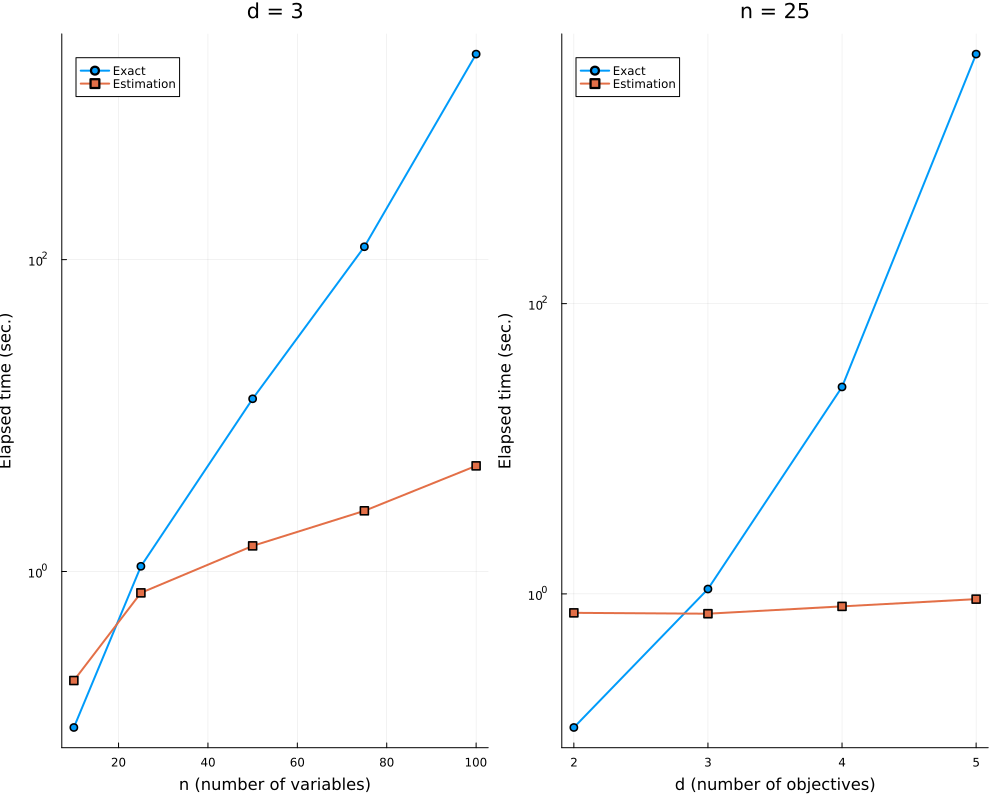 d = 3
Exact
Estimation
10²
10⁰
Elapsed time (sec.)
20 40 60 80 100
n (number of variables)
n = 25
Exact
Estimation
10²
10⁰
Elapsed time (sec.)
2 3 4 5
d (number of objectives)